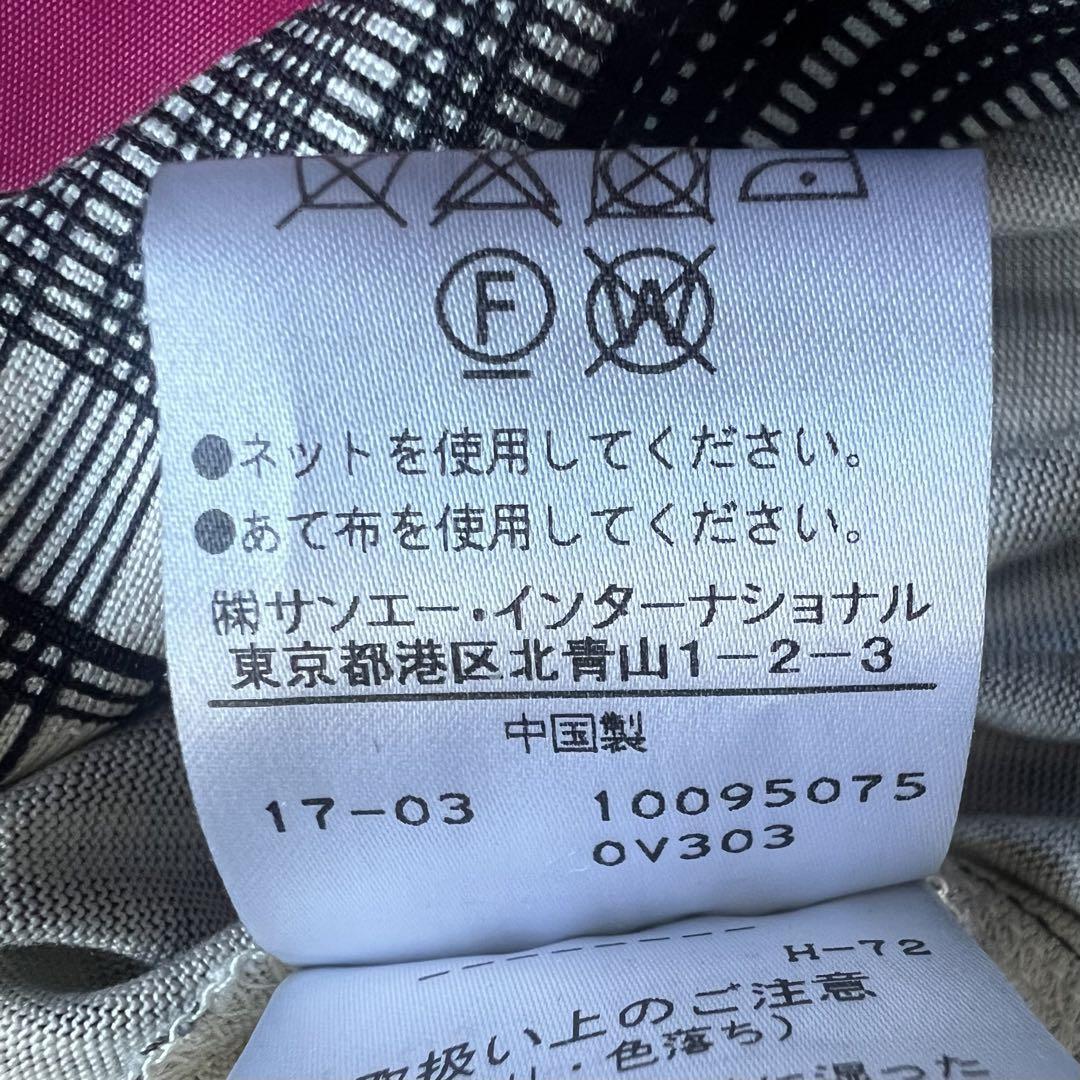 F W
●ネットを使用してください。
●あて布を使用してください。
㈱サンエー・インターナショナル
東京都港区北青山1-2-3
中国製
17-03 10095075
0V303
H-72
取扱い上のご注意
・色落ち)